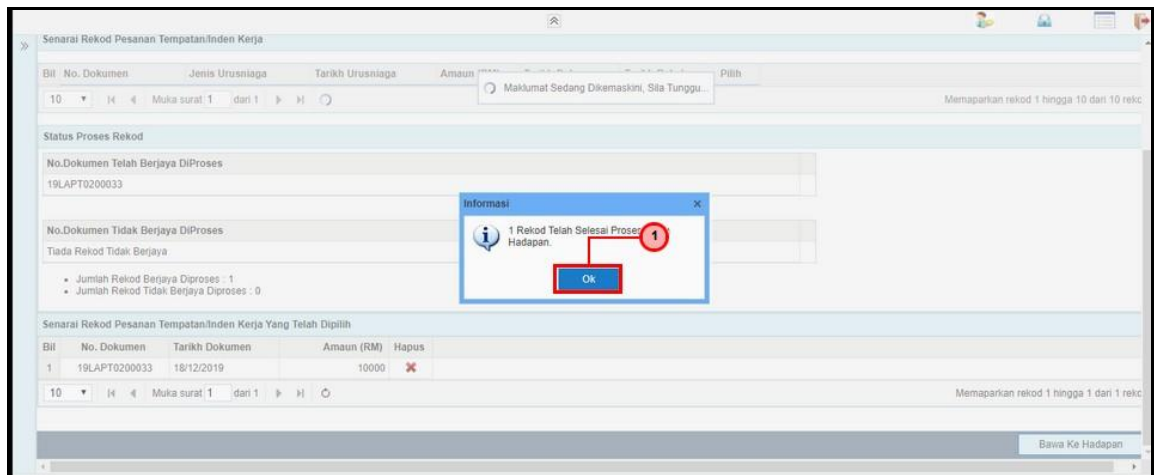 Senarai Rekod Pesanan Tempatan/Inden Kerja
Bil No. Dokumen Jenis Urusniaga Tarikh Urusniaga Amaun Pilih
Maklumat Sedang Dikemaskini, Sila Tunggu...
10 Muka surat 1 dari 1 Memaparkan rekod 1 hingga 10 dari 10
Status Proses Rekod
No.Dokumen Telah Berjaya DiProses
19LAPT0200033
Informasi
1 Rekod Telah Selesai
1
Hadapan.
Ok
No.Dokumen Tidak Berjaya DiProses
Tiada Rekod Tidak Berjaya
Jumlah Rekod Berjaya Diproses : 1
Jumlah Rekod Tidak Berjaya Diproses : 0
Senarai Rekod Pesanan Tempatan/Inden Kerja Yang Telah Dipilih
Bil No. Dokumen Tarikh Dokumen Amaun (RM) Hapus
1 19LAPT0200033 18/12/2019 10000
10 Muka surat 1 dari 1 Memaparkan rekod 1 hingga 1 dari 1
Bawa Ke Hadapan